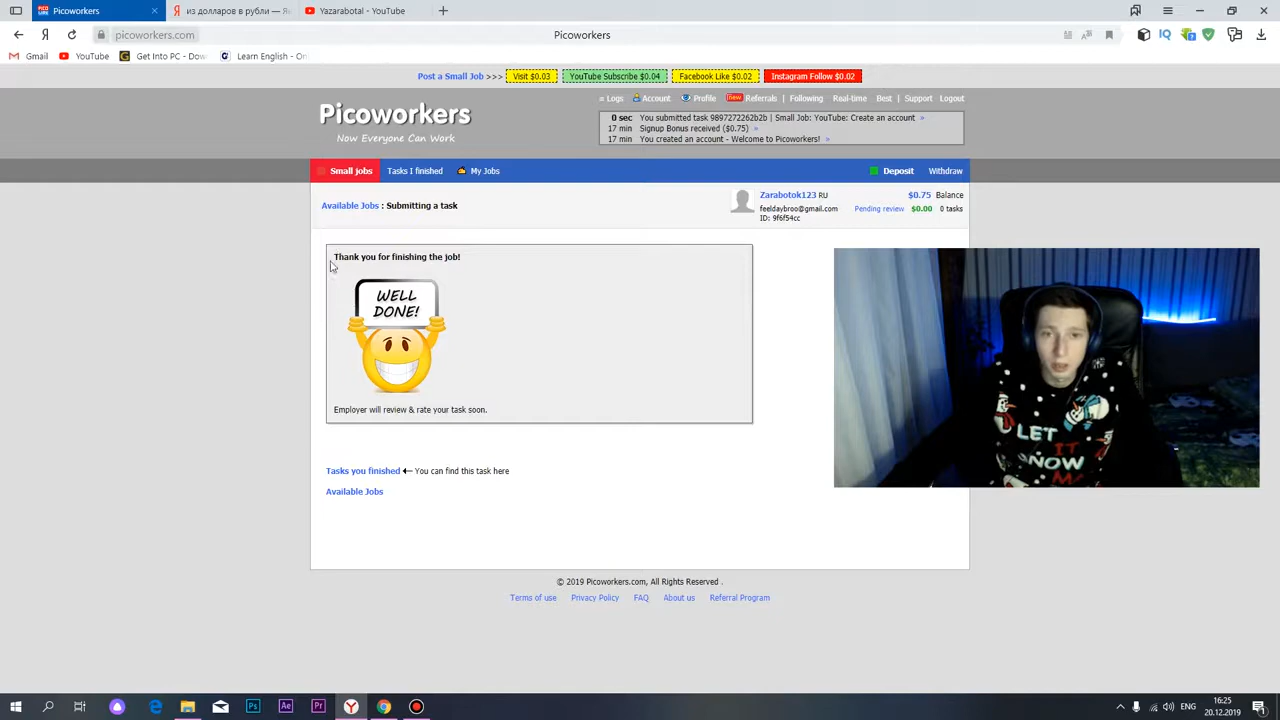 Picoworkers
из долларов в рубли — Я
Yazarabotal - YouTube
picoworkers.com
Picoworkers
Gmail
YouTube
Get Into PC - Dow
Learn English - On
Post a Small Job >>>
Visit $0.03
YouTube Subscribe $0.04
Facebook Like $0.02
Instagram Follow $0.02
Picoworkers
Now Everyone Can Work
Logs Account Profile New Referrals | Following Real-time Best | Support Logout
0 sec You submitted task 9897272262b2b | Small Job: YouTube: Create an account »
17 min Signup Bonus received ($0.75) »
17 min You created an account - Welcome to Picoworkers! »
Small jobs Tasks I finished My Jobs Deposit Withdraw
Available Jobs : Submitting a task
Zarabotok123 RU
feeldaybroo@gmail.com
ID: 9f6f54cc
$0.75 Balance
Pending review $0.00 0 tasks
Thank you for finishing the job!
WELL
DONE!
Employer will review & rate your task soon.
Tasks you finished ← You can find this task here
Available Jobs
LET
IT
NOW
© 2019 Picoworkers.com, All Rights Reserved .
Terms of use Privacy Policy FAQ About us Referral Program
Ps
Ae
Pr
ENG
16:25
20.12.2019